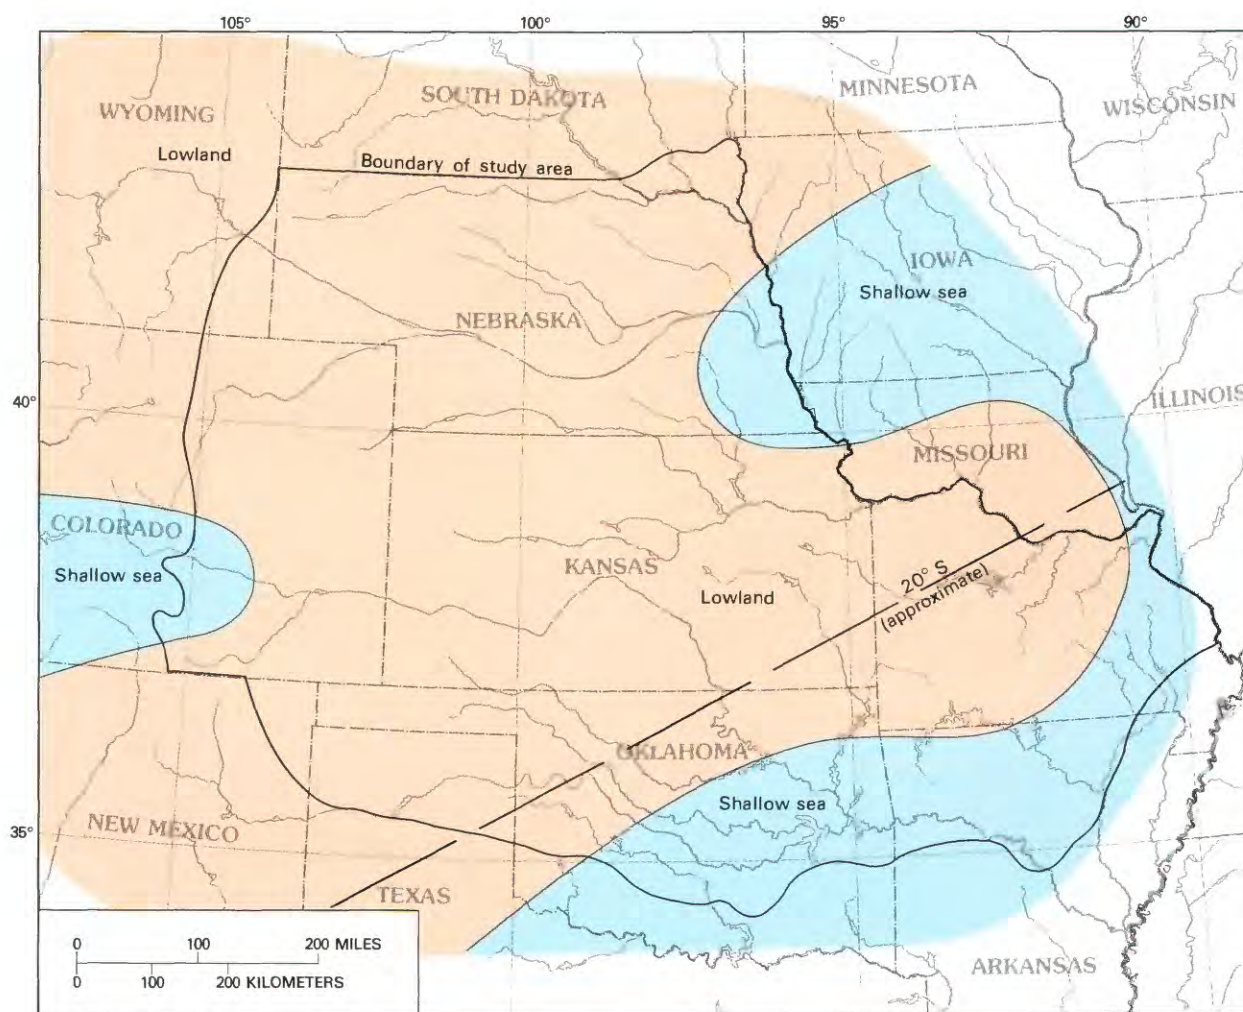 105°
100°
95°
90°
WYOMING
SOUTH DAKOTA
MINNESOTA
WISCONSIN
Lowland
Boundary of study area
IOWA
Shallow sea
NEBRASKA
40°
ILLINOIS
MISSOURI
COLORADO
Shallow sea
KANSAS
Lowland
20° S
(approximate)
OKLAHOMA
Shallow sea
35°
NEW MEXICO
TEXAS
ARKANSAS
0 100 200 MILES
0 100 200 KILOMETERS